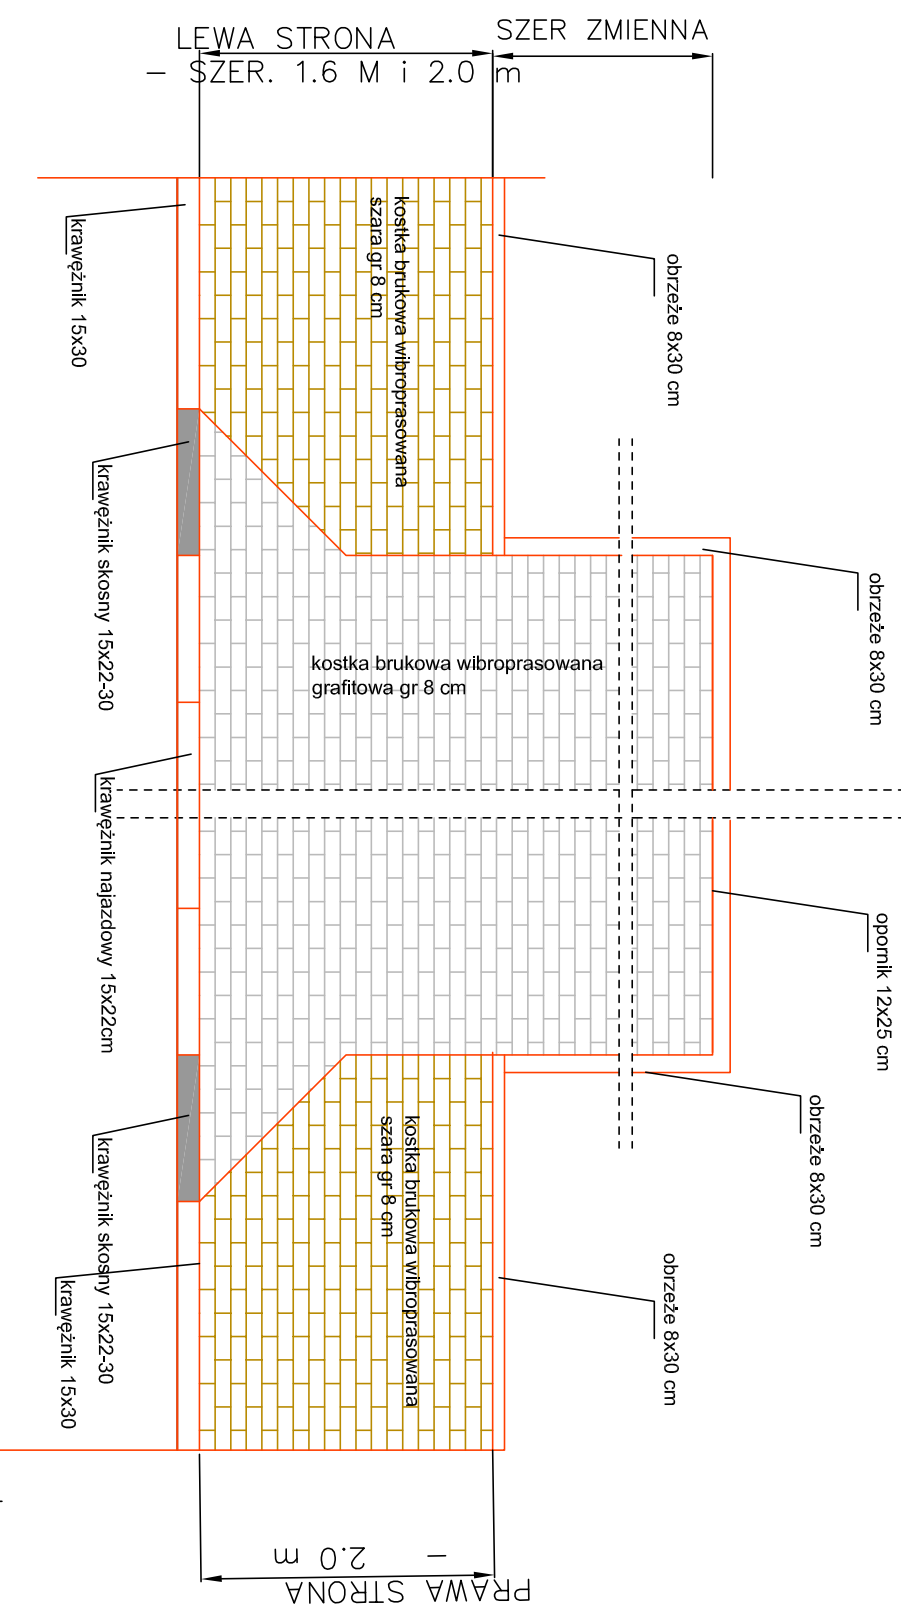 LEWA STRONA
– SZER. 1.6 M i 2.0 m
SZER ZMIENNA
krawężnik 15x30
kostka brukowa wibroprasowana
szara gr 8 cm
obrzeże 8x30 cm
krawężnik skosny 15x22-30
obrzeże 8x30 cm
kostka brukowa wibroprasowana
grafitowa gr 8 cm
krawężnik najazdowy 15x22cm
opornik 12x25 cm
obrzeże 8x30 cm
kostka brukowa wibroprasowana
szara gr 8 cm
krawężnik skosny 15x22-30
obrzeże 8x30 cm
krawężnik 15x30
PRAWA STRONA
– 2.0 m